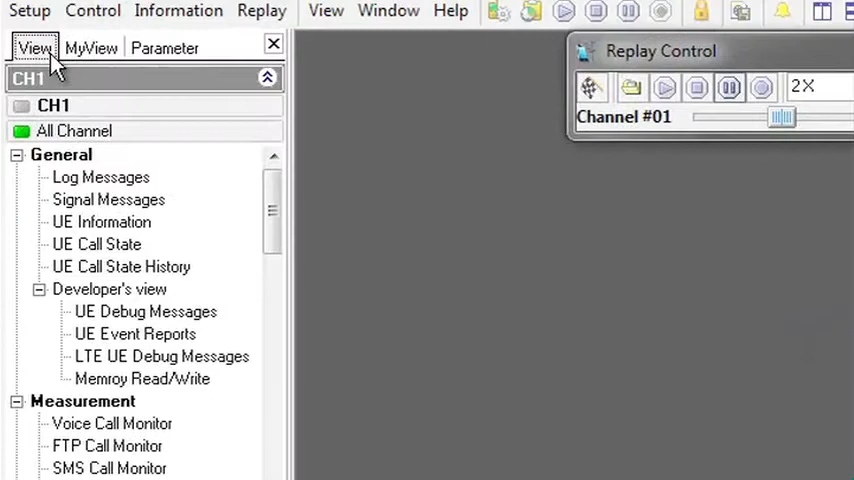 Setup Control Information Replay View Window Help
View MyView Parameter
Replay Control
CH1
2X
CH1
Channel #01
All Channel
General
Log Messages
Signal Messages
UE Information
UE Call State
UE Call State History
Developer's view
UE Debug Messages
UE Event Reports
LTE UE Debug Messages
Memroy Read/Write
Measurement
Voice Call Monitor
FTP Call Monitor
SMS Call Monitor